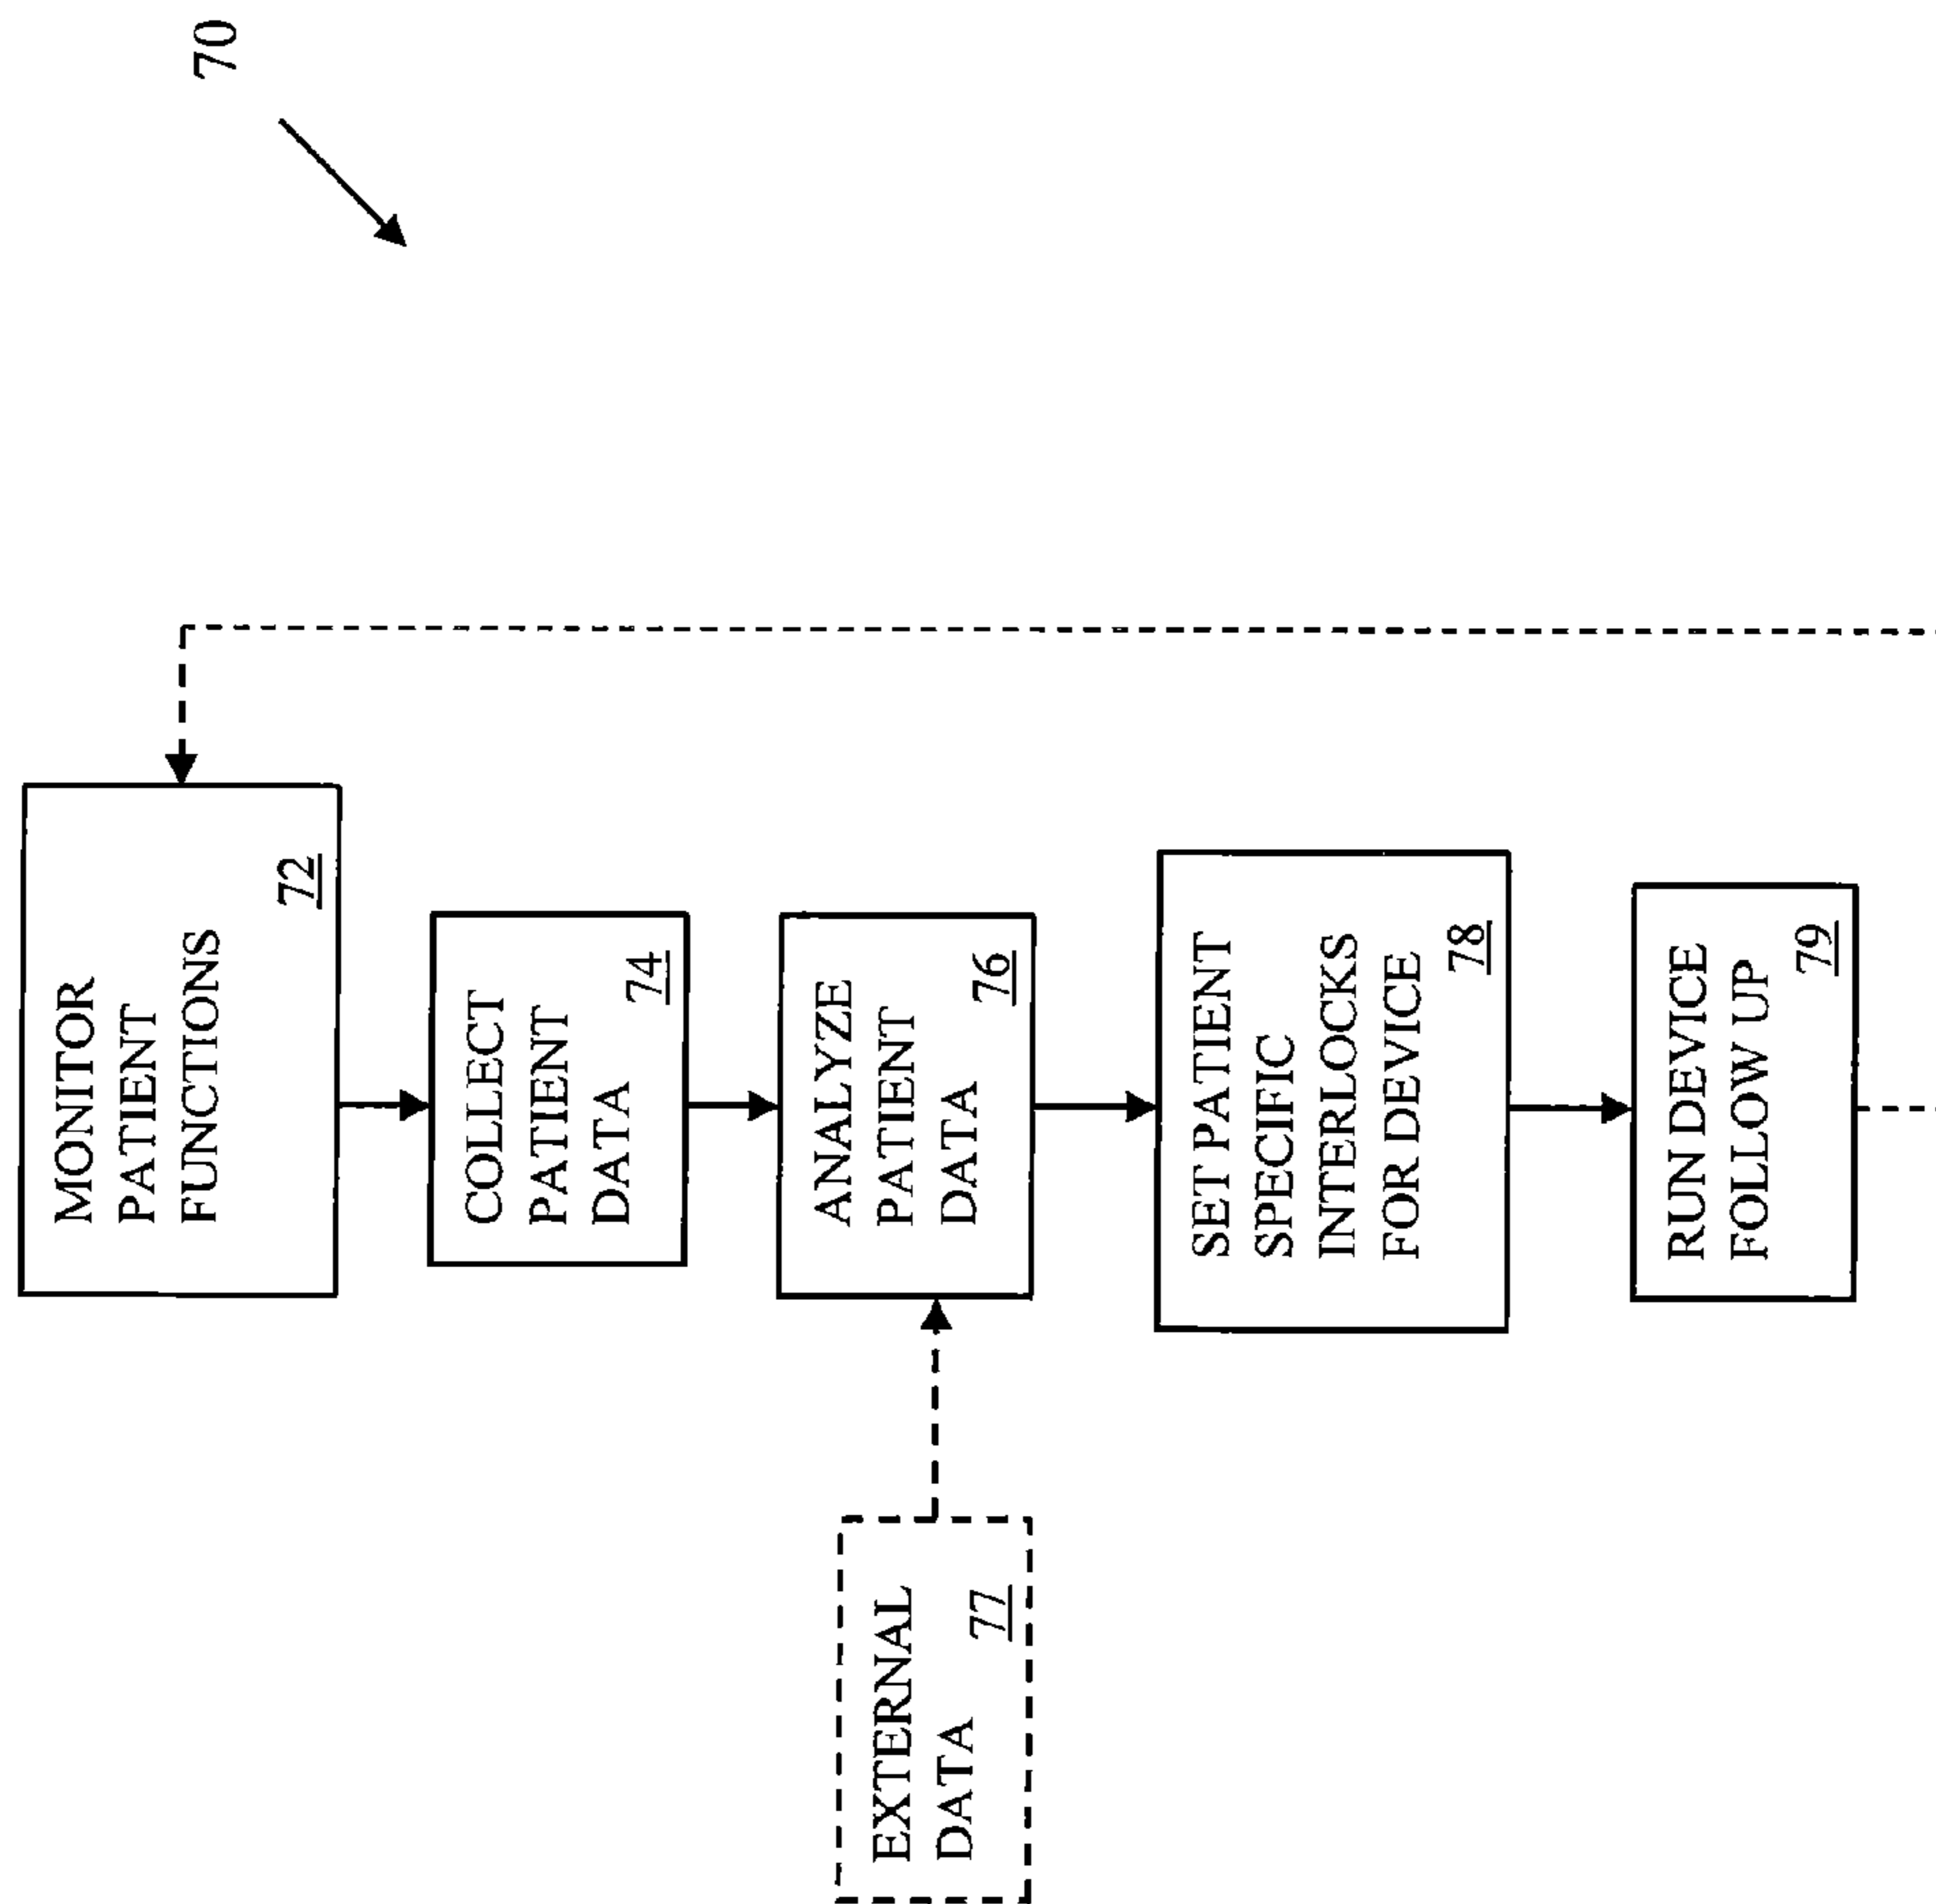 70
MONITOR
PATIENT
FUNCTIONS
72
COLLECT
PATIENT
DATA
74
ANALYZE
PATIENT
DATA
76
EXTERNAL
DATA
77
SET PATIENT
SPECIFIC
INTERLOCKS
FOR DEVICE
78
RUN DEVICE
FOLLOW UP
79